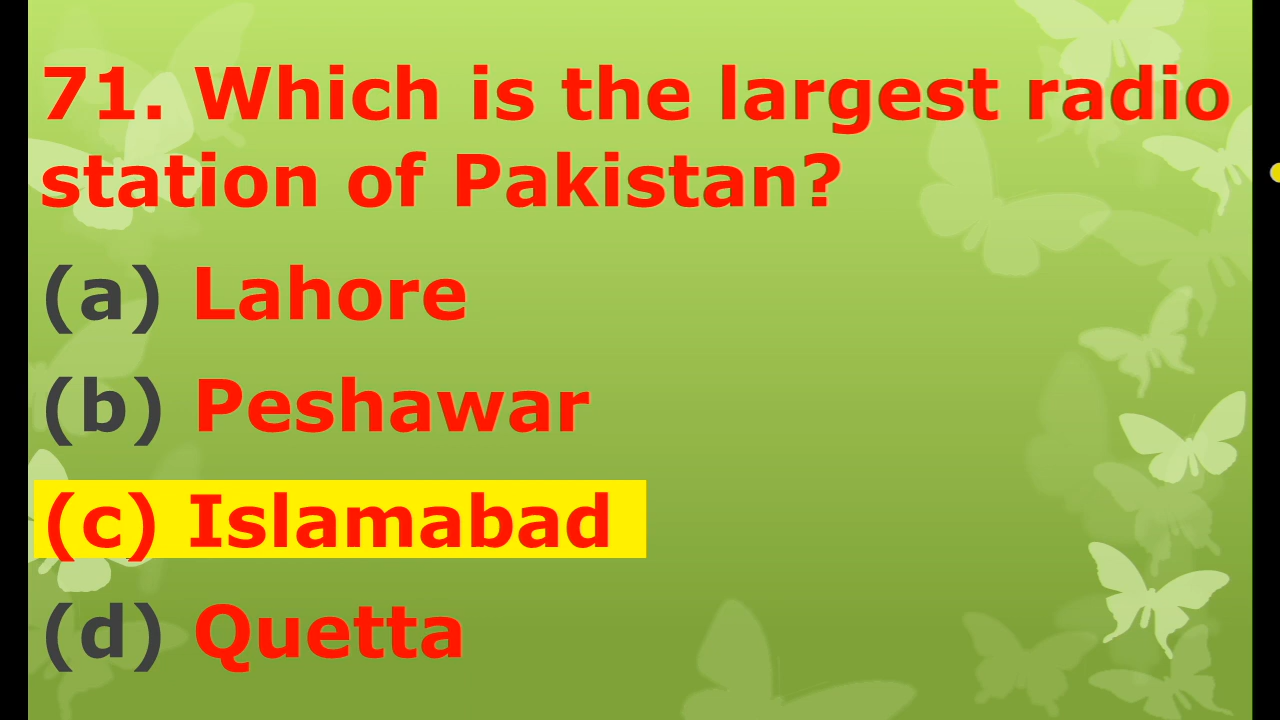 71. Which is the largest radio
station of Pakistan?
(a) Lahore
(b) Peshawar
(c) Islamabad
(d) Quetta